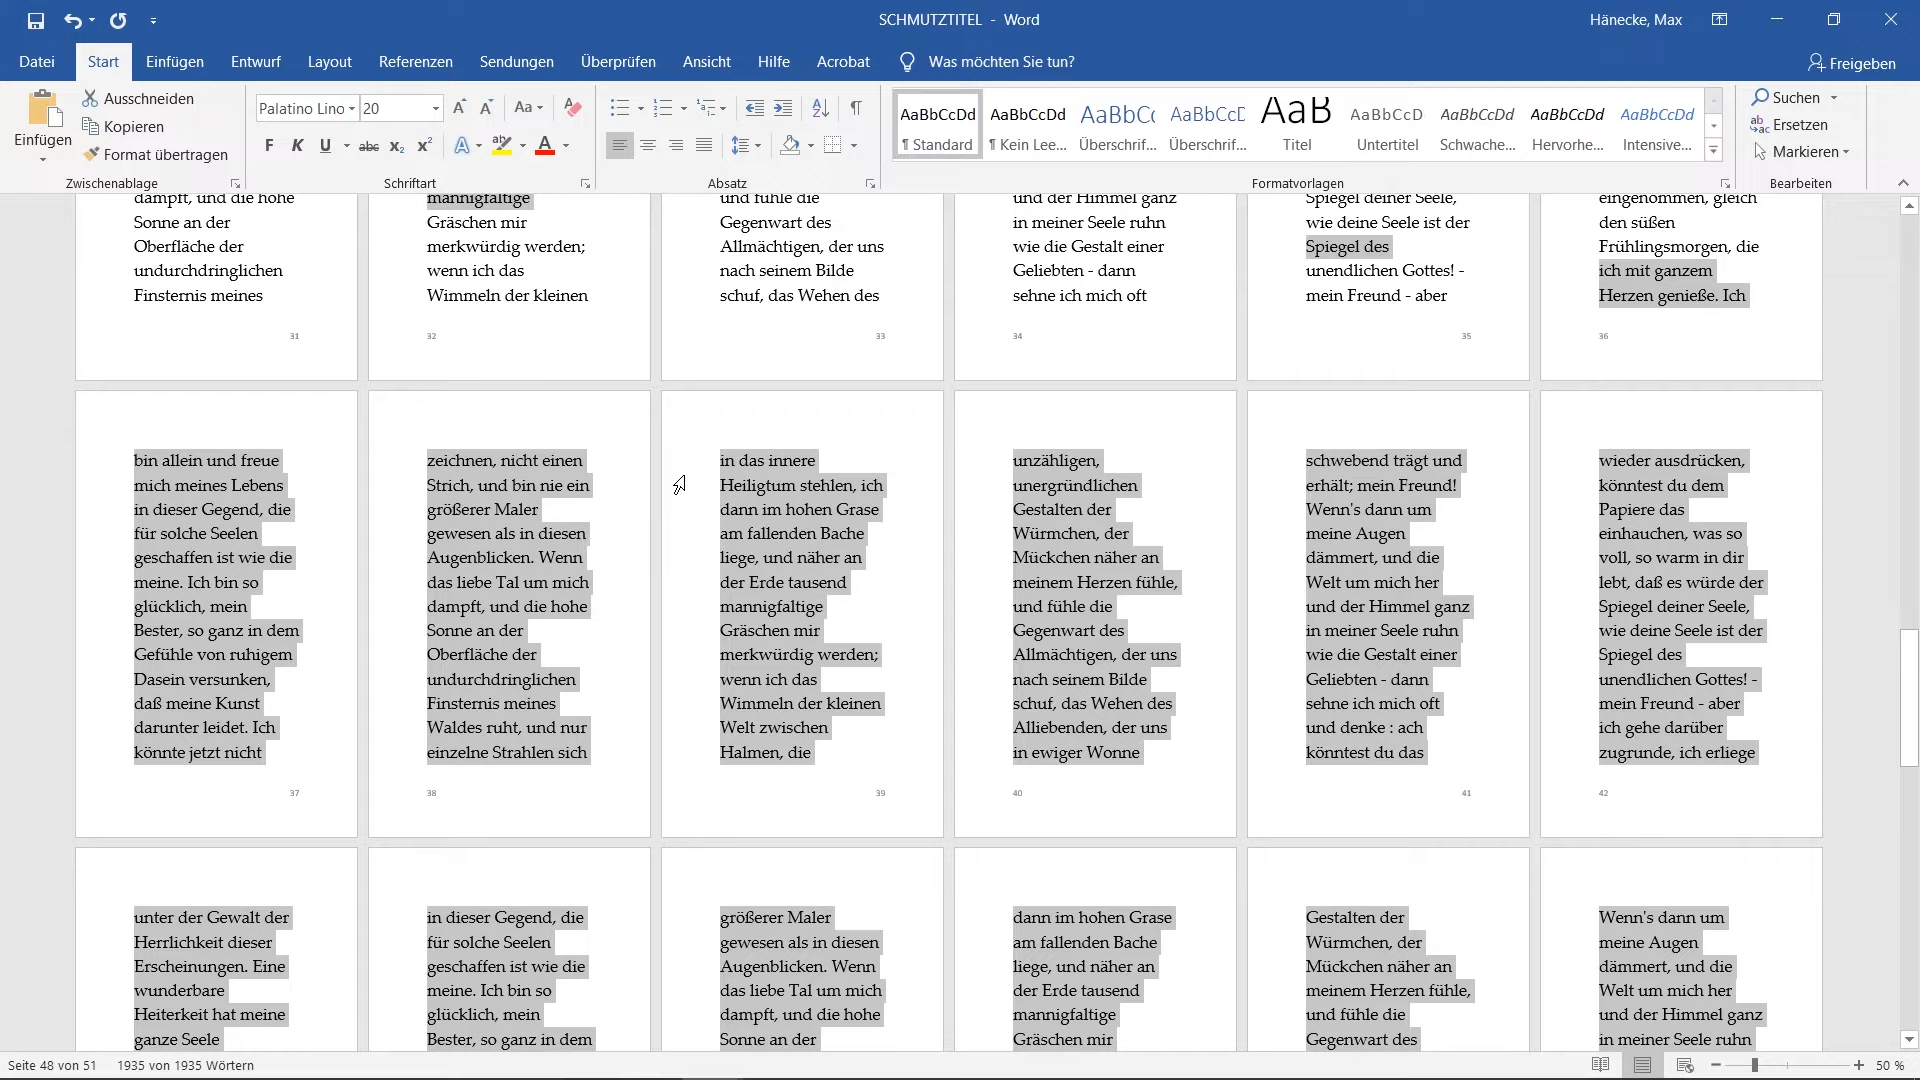 SCHMUTZTITEL - Word
Hänecke, Max
Datei Start Einfügen Entwurf Layout Referenzen Sendungen Überprüfen Ansicht Hilfe Acrobat Was möchten Sie tun? Freigeben
Einfügen
Ausschneiden
Kopieren
Format übertragen
Zwischenablage
Palatino Lino 20
Aa
F K U abc x₂ x² A ab A
Schriftart
Absatz
AaBbCcDd AaBbCcDd AaBbC( AaBbCcD AaB AaBbCcD AaBbCcDd AaBbCcDd AaBbCcDd
¶ Standard ¶ Kein Lee... Überschrif... Überschrif... Titel Untertitel Schwache... Hervorhe... Intensive...
Formatvorlagen
Suchen
Ersetzen
Markieren
Bearbeiten
dampft, und die hohe
Sonne an der
Oberfläche der
undurchdringlichen
Finsternis meines
31
mannigfaltige
Gräschen mir
merkwürdig werden;
wenn ich das
Wimmeln der kleinen
32
und fühle die
Gegenwart des
Allmächtigen, der uns
nach seinem Bilde
schuf, das Wehen des
33
und der Himmel ganz
in meiner Seele ruhn
wie die Gestalt einer
Geliebten - dann
sehne ich mich oft
34
Spiegel deiner Seele,
wie deine Seele ist der
Spiegel des
unendlichen Gottes! -
mein Freund - aber
35
eingenommen, gleich
den süßen
Frühlingsmorgen, die
ich mit ganzem
Herzen genieße. Ich
36
bin allein und freue
mich meines Lebens
in dieser Gegend, die
für solche Seelen
geschaffen ist wie die
meine. Ich bin so
glücklich, mein
Bester, so ganz in dem
Gefühle von ruhigem
Dasein versunken,
daß meine Kunst
darunter leidet. Ich
könnte jetzt nicht
37
zeichnen, nicht einen
Strich, und bin nie ein
größerer Maler
gewesen als in diesen
Augenblicken. Wenn
das liebe Tal um mich
dampft, und die hohe
Sonne an der
Oberfläche der
undurchdringlichen
Finsternis meines
Waldes ruht, und nur
einzelne Strahlen sich
38
in das innere
Heiligtum stehlen, ich
dann im hohen Grase
am fallenden Bache
liege, und näher an
der Erde tausend
mannigfaltige
Gräschen mir
merkwürdig werden;
wenn ich das
Wimmeln der kleinen
Welt zwischen
Halmen, die
39
unzähligen,
unergründlichen
Gestalten der
Würmchen, der
Mückchen näher an
meinem Herzen fühle,
und fühle die
Gegenwart des
Allmächtigen, der uns
nach seinem Bilde
schuf, das Wehen des
Alliebenden, der uns
in ewiger Wonne
40
schwebend trägt und
erhält; mein Freund!
Wenn's dann um
meine Augen
dämmert, und die
Welt um mich her
und der Himmel ganz
in meiner Seele ruhn
wie die Gestalt einer
Geliebten - dann
sehne ich mich oft
und denke : ach
könntest du das
41
wieder ausdrücken,
könntest du dem
Papiere das
einhauchen, was so
voll, so warm in dir
lebt, daß es würde der
Spiegel deiner Seele,
wie deine Seele ist der
Spiegel des
unendlichen Gottes! -
mein Freund - aber
ich gehe darüber
zugrunde, ich erliege
42
unter der Gewalt der
Herrlichkeit dieser
Erscheinungen. Eine
wunderbare
Heiterkeit hat meine
ganze Seele
in dieser Gegend, die
für solche Seelen
geschaffen ist wie die
meine. Ich bin so
glücklich, mein
Bester, so ganz in dem
größerer Maler
gewesen als in diesen
Augenblicken. Wenn
das liebe Tal um mich
dampft, und die hohe
Sonne an der
dann im hohen Grase
am fallenden Bache
liege, und näher an
der Erde tausend
mannigfaltige
Gräschen mir
Gestalten der
Würmchen, der
Mückchen näher an
meinem Herzen fühle,
und fühle die
Gegenwart des
Wenn's dann um
meine Augen
dämmert, und die
Welt um mich her
und der Himmel ganz
in meiner Seele ruhn
Seite 48 von 51 1935 von 1935 Wörtern
50 %